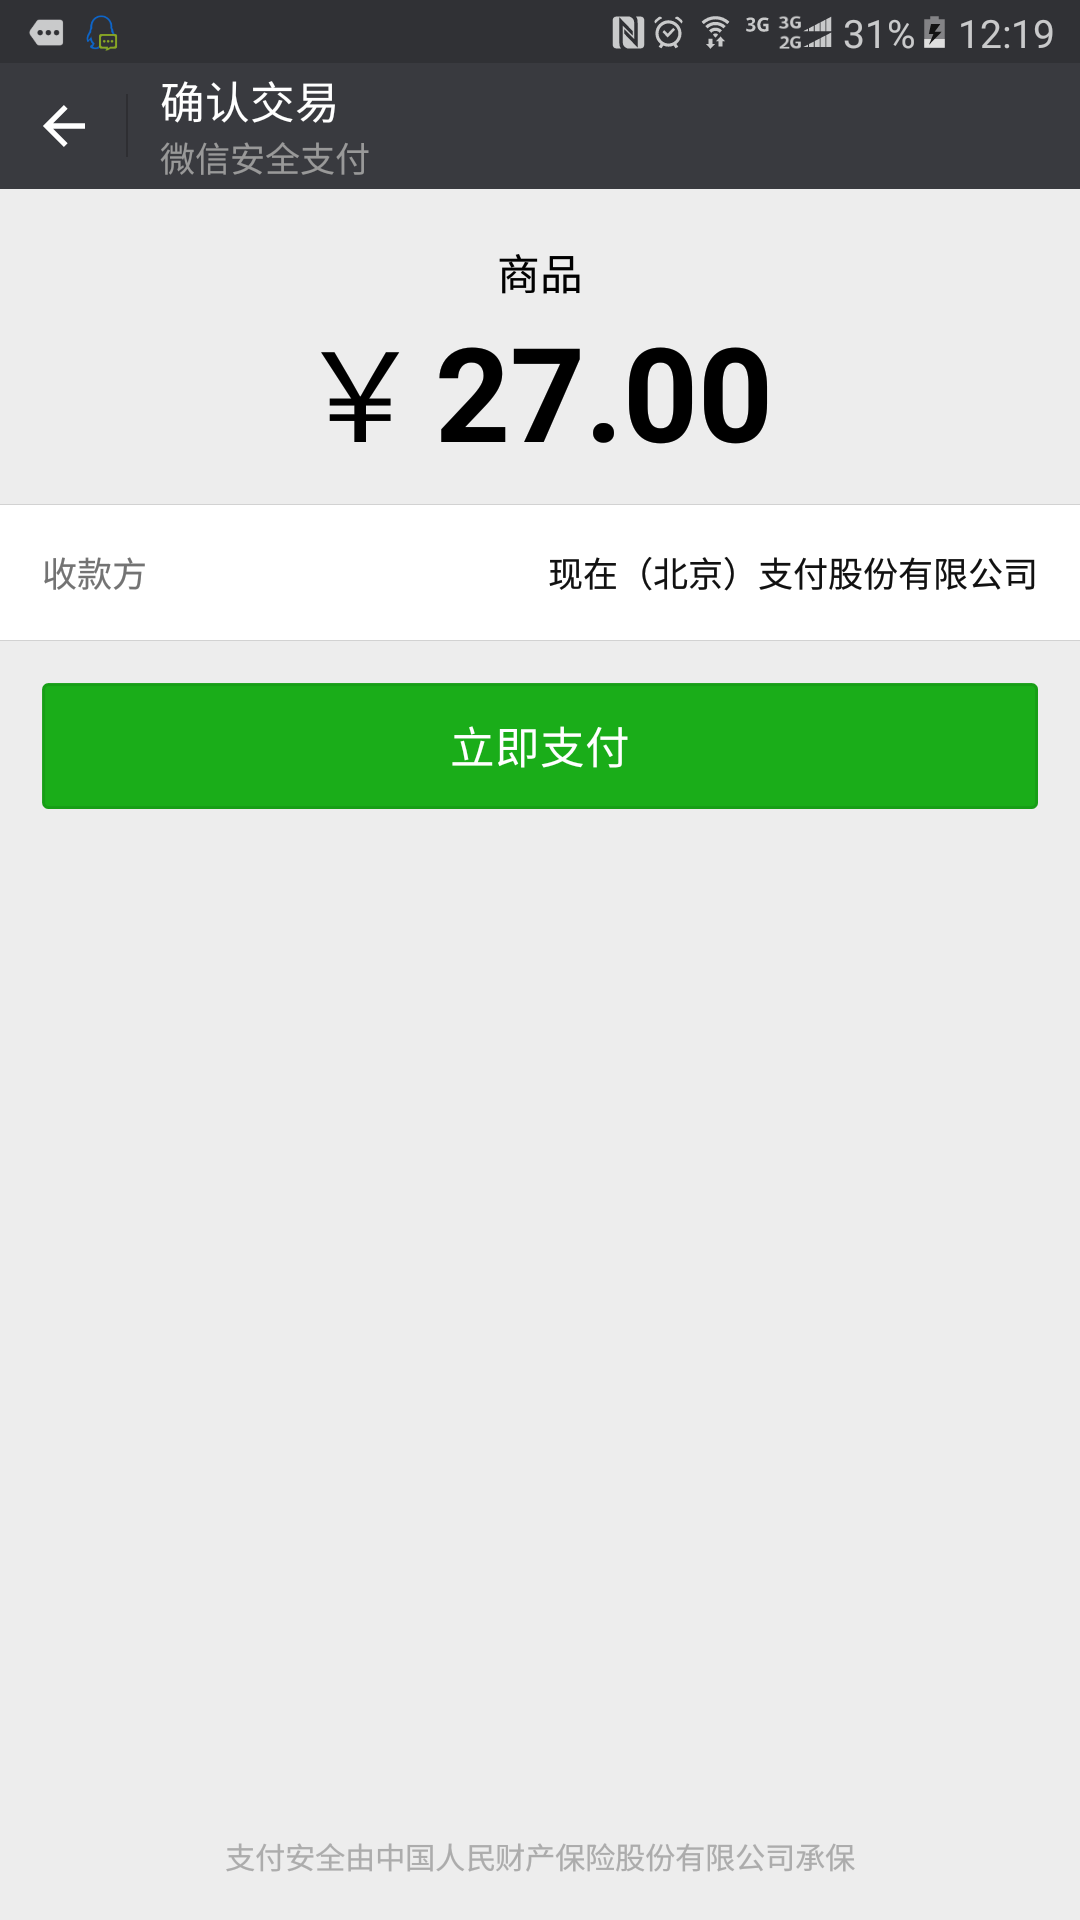 3G 3G 2G 31% 12:19
确认交易
微信安全支付
商品
￥27.00
收款方 现在（北京）支付股份有限公司
立即支付
支付安全由中国人民财产保险股份有限公司承保